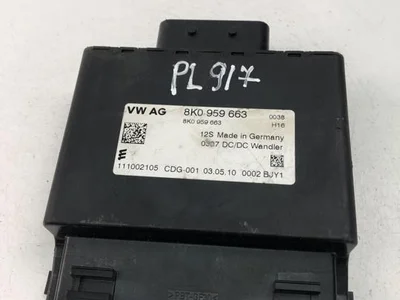 PL 917
VW AG 8K0 959 663 0038
8K0 959 663 H16
12S Made in Germany
0307 DC/DC Wandler
111002105 CDG-001 03.05.10 0002 BJY1